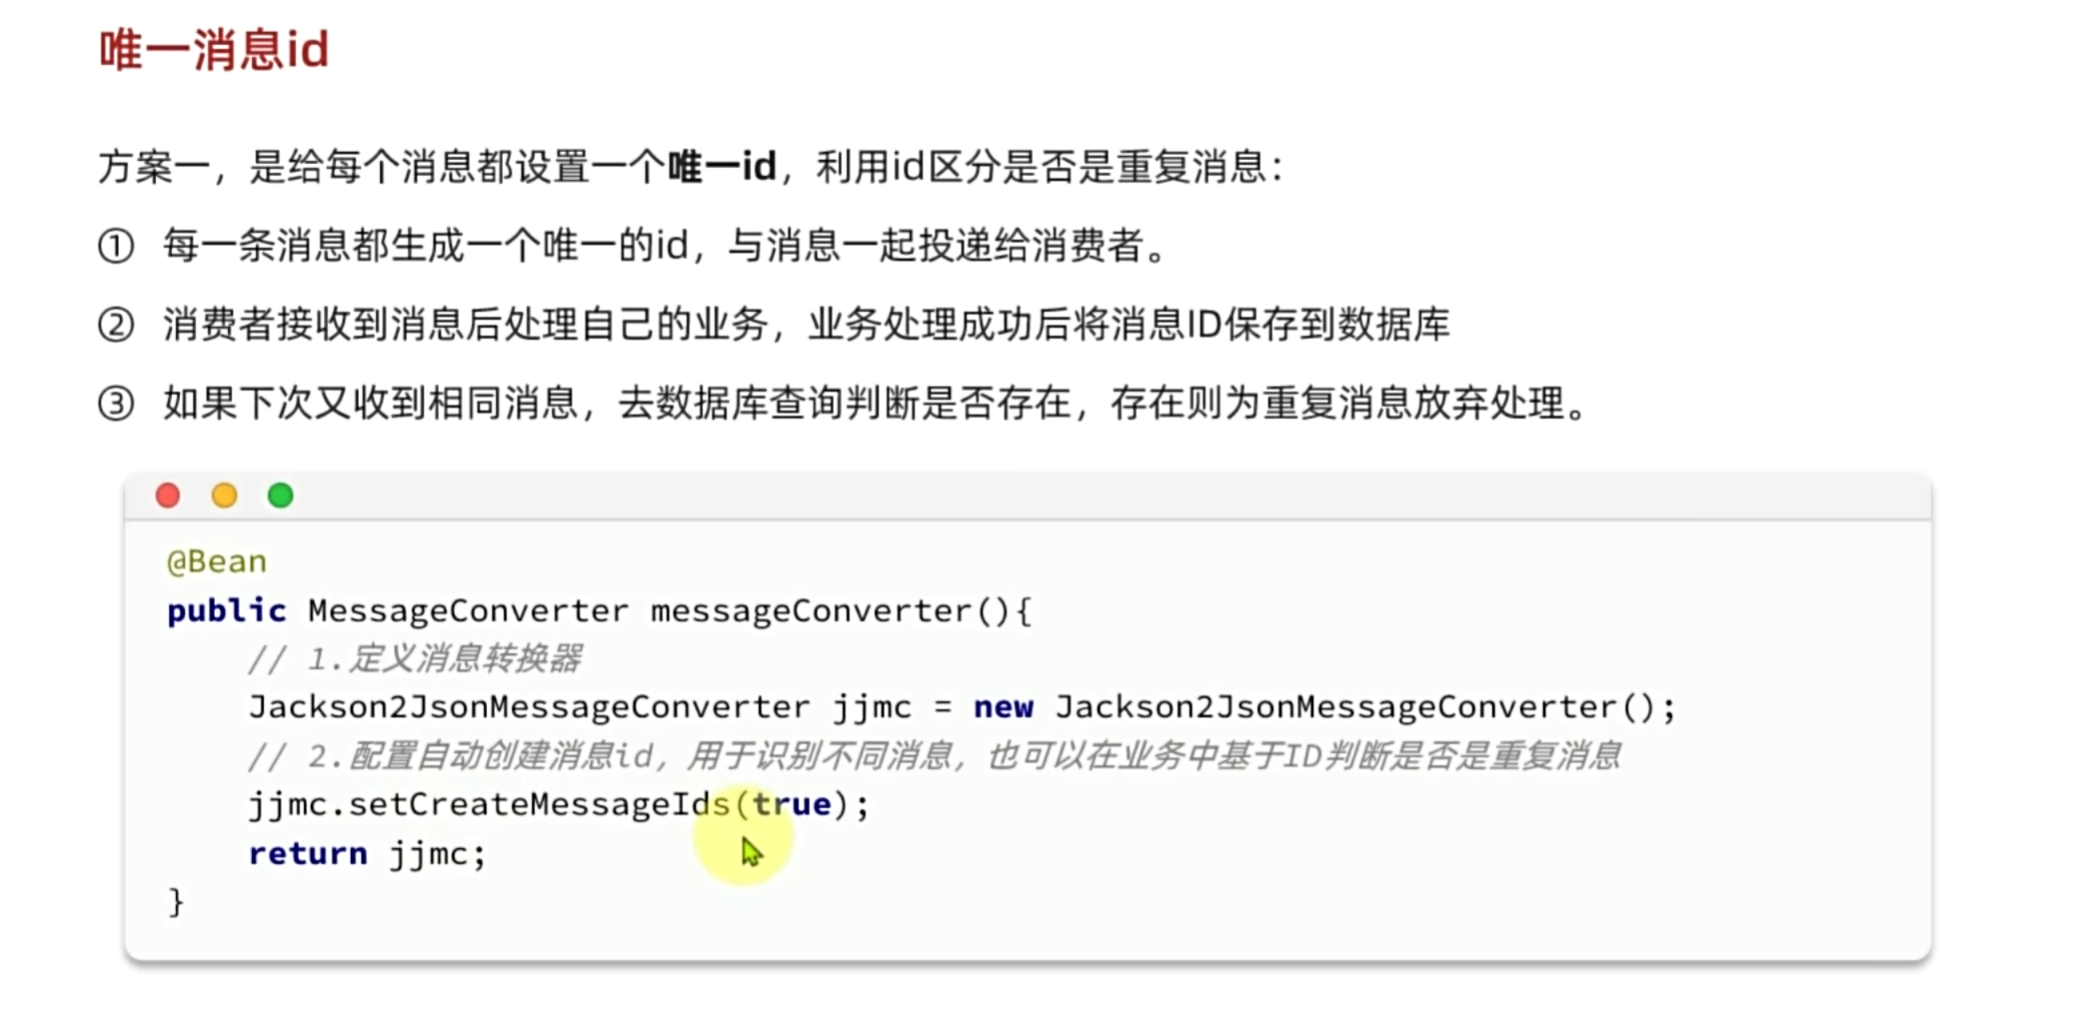 唯一消息id
方案一，是给每个消息都设置一个唯一id，利用id区分是否是重复消息：
① 每一条消息都生成一个唯一的id，与消息一起投递给消费者。
② 消费者接收到消息后处理自己的业务，业务处理成功后将消息ID保存到数据库
③ 如果下次又收到相同消息，去数据库查询判断是否存在，存在则为重复消息放弃处理。
@Bean
public MessageConverter messageConverter(){
// 1.定义消息转换器
Jackson2JsonMessageConverter jjmc = new Jackson2JsonMessageConverter();
// 2.配置自动创建消息id，用于识别不同消息，也可以在业务中基于ID判断是否是重复消息
jjmc.setCreateMessageIds(true);
return jjmc;
}